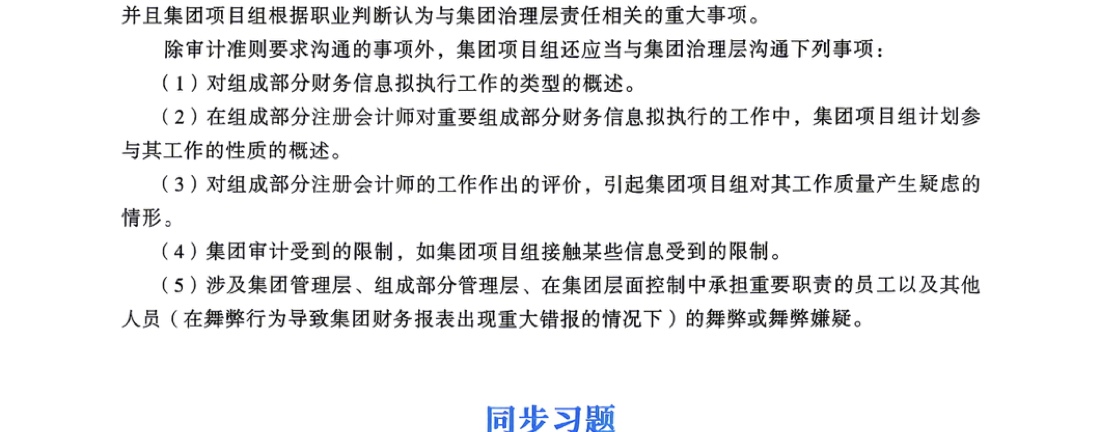 并且集团项目组根据职业判断认为与集团治理层责任相关的重大事项。
除审计准则要求沟通的事项外，集团项目组还应当与集团治理层沟通下列事项：
（1）对组成部分财务信息拟执行工作的类型的概述。
（2）在组成部分注册会计师对重要组成部分财务信息拟执行的工作中，集团项目组计划参
与其工作的性质的概述。
（3）对组成部分注册会计师的工作作出的评价，引起集团项目组对其工作质量产生疑虑的
情形。
（4）集团审计受到的限制，如集团项目组接触某些信息受到的限制。
（5）涉及集团管理层、组成部分管理层、在集团层面控制中承担重要职责的员工以及其他
人员（在舞弊行为导致集团财务报表出现重大错报的情况下）的舞弊或舞弊嫌疑。
同步习题